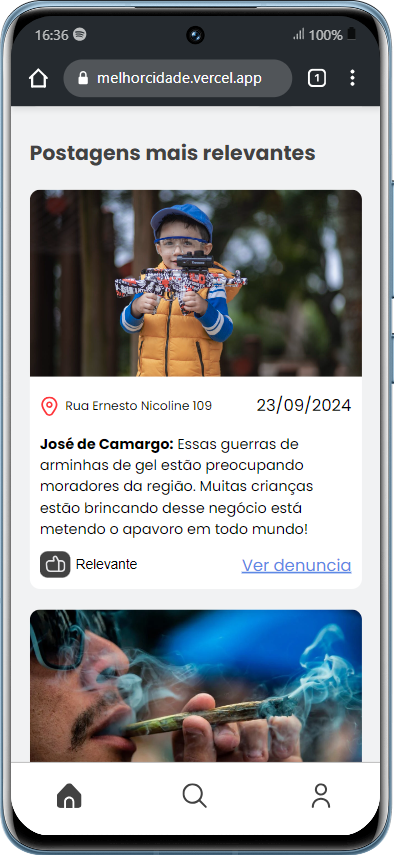 16:36 100%
melhorcidade.vercel.app 1
Postagens mais relevantes
Rua Ernesto Nicoline 109 23/09/2024
José de Camargo: Essas guerras de
arminhas de gel estão preocupando
moradores da região. Muitas crianças
estão brincando desse negócio está
metendo o apavoro em todo mundo!
Relevante Ver denuncia